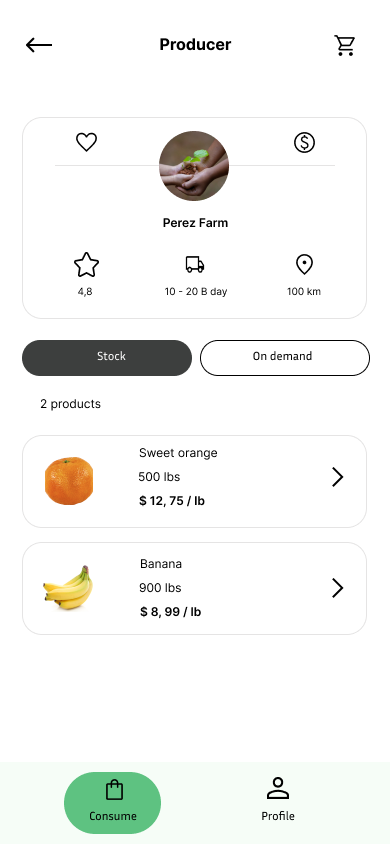 Producer
Perez Farm
4,8
10 - 20 B day
100 km
Stock
On demand
2 products
Sweet orange
500 lbs
$ 12, 75 / lb
Banana
900 lbs
$ 8, 99 / lb
Consume
Profile